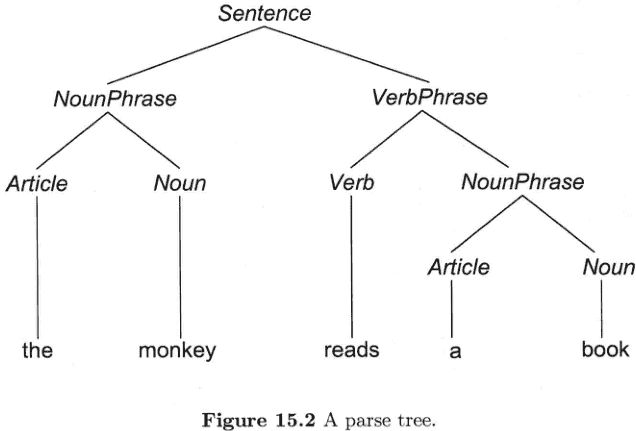 Sentence
NounPhrase VerbPhrase
Article Noun Verb NounPhrase
Article Noun
the monkey reads a book
Figure 15.2 A parse tree.